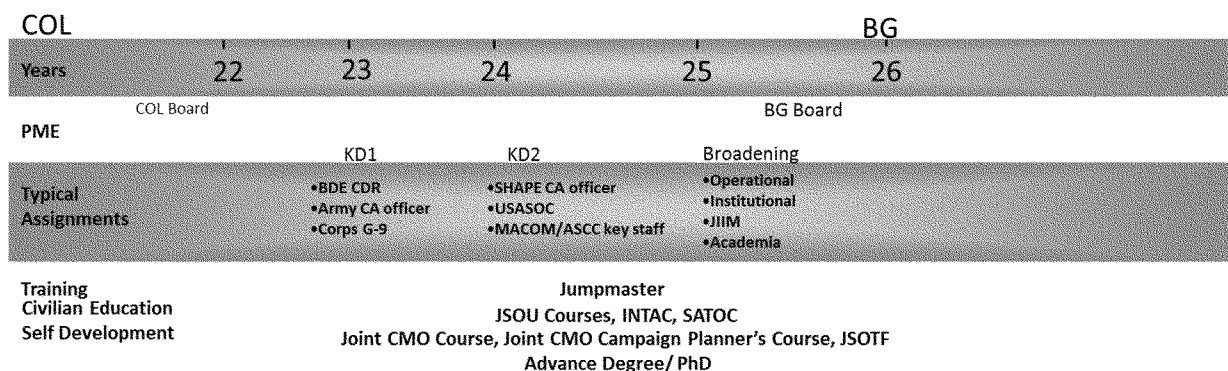 COL BG
Years 22 23 24 25 26
COL Board BG Board
PME
KD1 KD2 Broadening
Typical Assignments
•BDE CDR
•Army CA officer
•Corps G-9
•SHAPE CA officer
•USASOC
•MACOM/ASCC key staff
•Operational
•Institutional
•JIIM
•Academia
Training
Civilian Education
Self Development
Jumpmaster
JSOU Courses, INTAC, SATOC
Joint CMO Course, Joint CMO Campaign Planner's Course, JSOTF
Advance Degree/ PhD